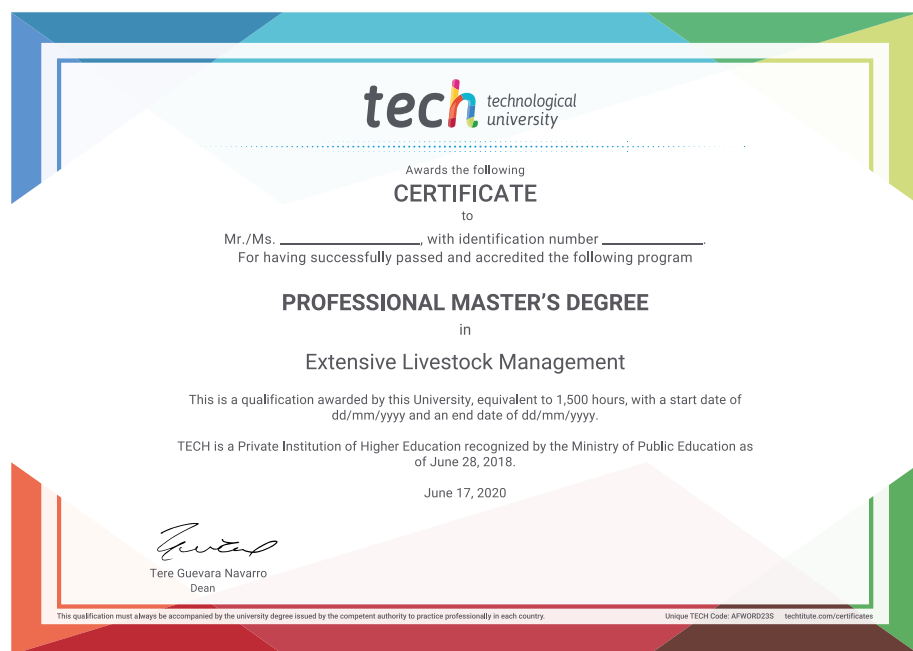 tech technological
university
Awards the following
CERTIFICATE
to
Mr./Ms. ____________________, with identification number ______________.
For having successfully passed and accredited the following program
PROFESSIONAL MASTER'S DEGREE
in
Extensive Livestock Management
This is a qualification awarded by this University, equivalent to 1,500 hours, with a start date of
dd/mm/yyyy and an end date of dd/mm/yyyy.
TECH is a Private Institution of Higher Education recognized by the Ministry of Public Education as
of June 28, 2018.
June 17, 2020
Tere Guevara Navarro
Dean
This qualification must always be accompanied by the university degree issued by the competent authority to practice professionally in each country. Unique TECH Code: AFWORD23S techtitute.com/certificates